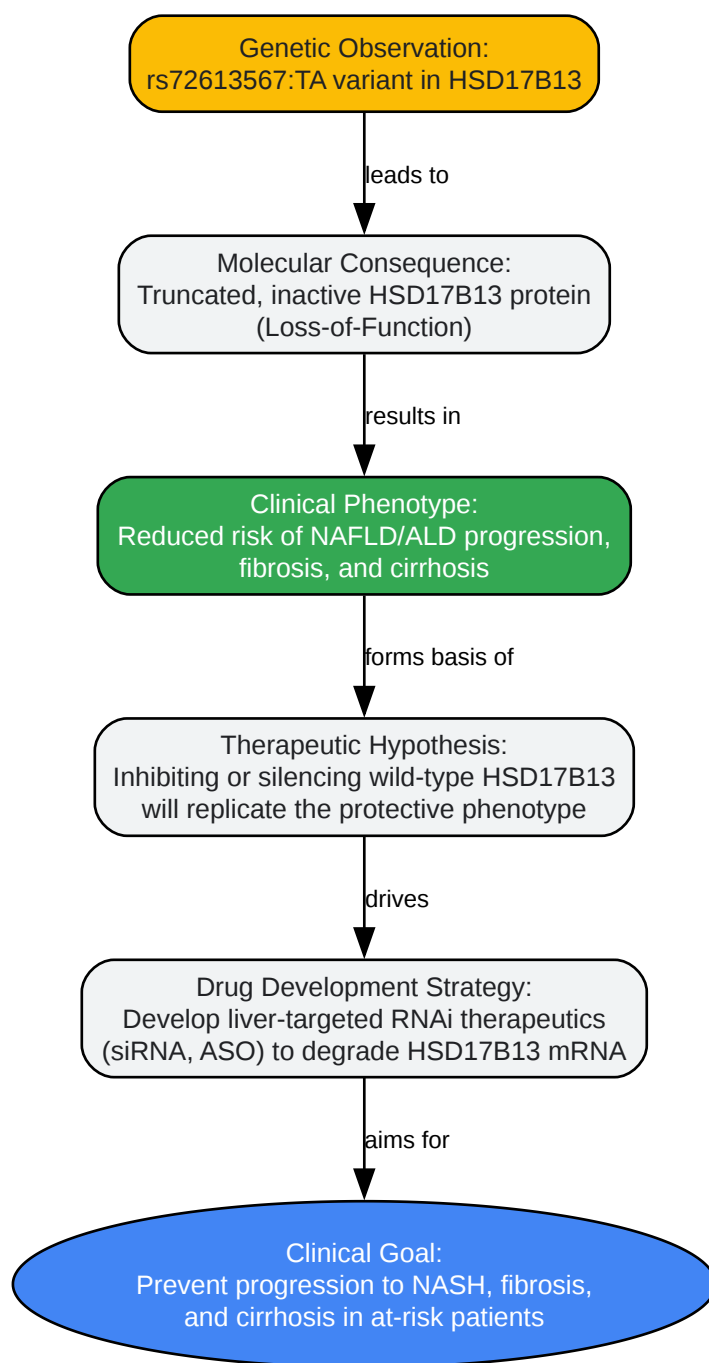 Genetic Observation:
rs72613567:TA variant in HSD17B13
leads to
Molecular Consequence:
Truncated, inactive HSD17B13 protein
(Loss-of-Function)
results in
Clinical Phenotype:
Reduced risk of NAFLD/ALD progression,
fibrosis, and cirrhosis
forms basis of
Therapeutic Hypothesis:
Inhibiting or silencing wild-type HSD17B13
will replicate the protective phenotype
drives
Drug Development Strategy:
Develop liver-targeted RNAi therapeutics
(siRNA, ASO) to degrade HSD17B13 mRNA
aims for
Clinical Goal:
Prevent progression to NASH, fibrosis,
and cirrhosis in at-risk patients